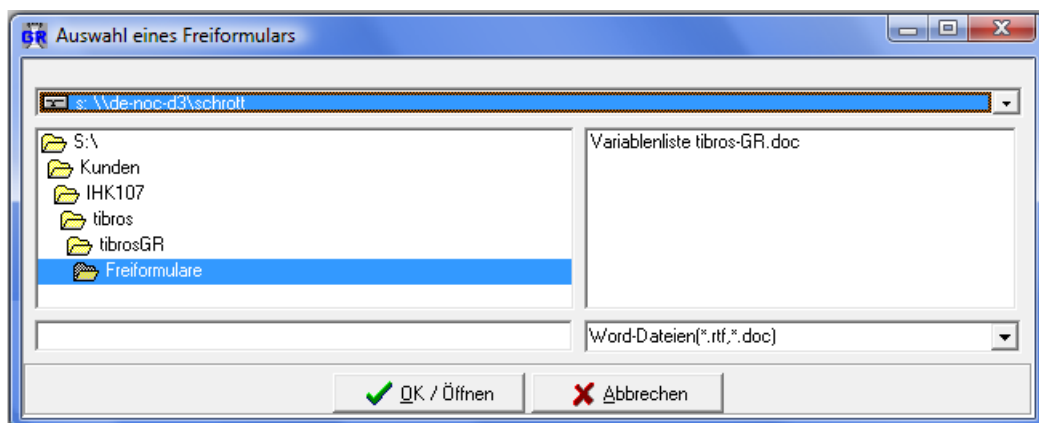 GR Auswahl eines Freiformulars
s: \\de-noc-d3\schrott
S:\
Kunden
IHK107
tibros
tibrosGR
Freiformulare
Variablenliste tibros-GR.doc
Word-Dateien(*.rtf,*.doc)
OK / Öffnen
Abbrechen